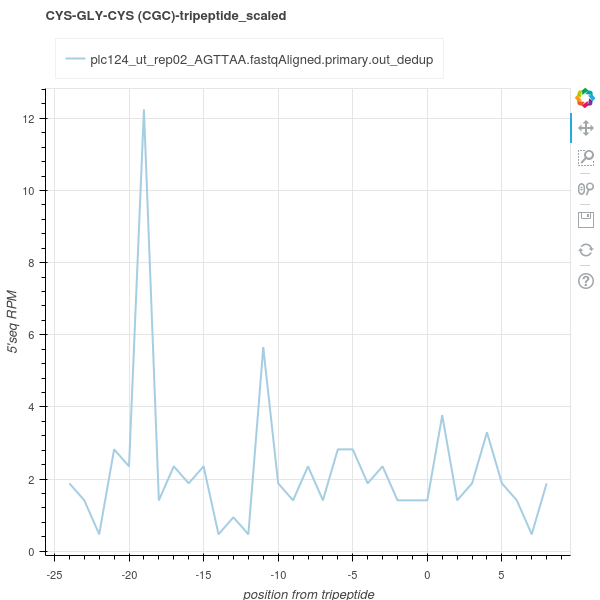 CYS-GLY-CYS (CGC)-tripeptide_scaled
plc124_ut_rep02_AGTTAA.fastqAligned.primary.out_dedup
12
10
8
6
4
2
0
5'seq RPM
-25 -20 -15 -10 -5 0 5
position from tripeptide